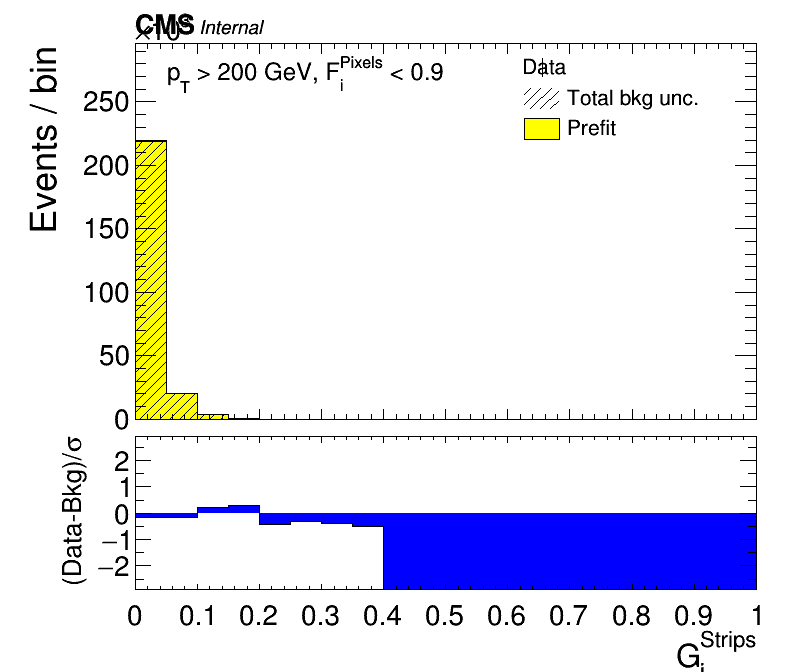 CMS Internal
×10³
p_T > 200 GeV, F_i^Pixels < 0.9
Data
Total bkg unc.
Prefit
Events / bin
250
200
150
100
50
0
(Data-Bkg)/σ
2
1
0
−1
−2
0 0.1 0.2 0.3 0.4 0.5 0.6 0.7 0.8 0.9 1
G_i^Strips